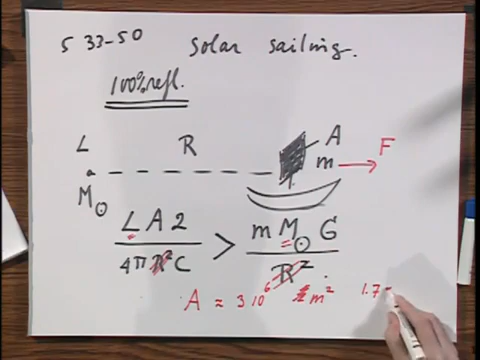 5 33-50 solar sailing.
100% refl.
L R A
m F
M☉
L A 2 > m M☉ G
4π R² C R²
A ≈ 3 10⁶ m² 1.7